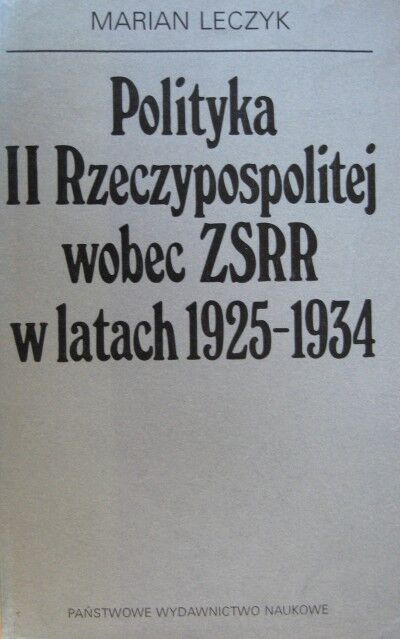 MARIAN LECZYK
Polityka
II Rzeczypospolitej
wobec ZSRR
w latach 1925-1934
PAŃSTWOWE WYDAWNICTWO NAUKOWE